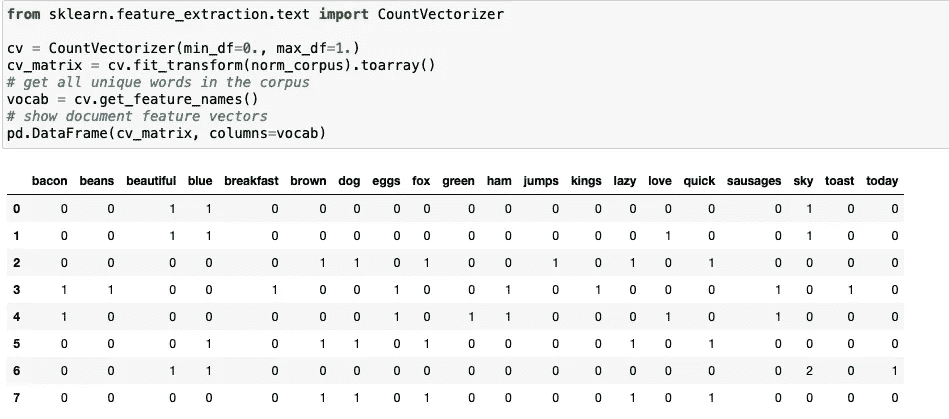 from sklearn.feature_extraction.text import CountVectorizer
cv = CountVectorizer(min_df=0., max_df=1.)
cv_matrix = cv.fit_transform(norm_corpus).toarray()
# get all unique words in the corpus
vocab = cv.get_feature_names()
# show document feature vectors
pd.DataFrame(cv_matrix, columns=vocab)
bacon beans beautiful blue breakfast brown dog eggs fox green ham jumps kings lazy love quick sausages sky toast today
0 0 0 1 1 0 0 0 0 0 0 0 0 0 0 0 0 0 1 0 0
1 0 0 1 1 0 0 0 0 0 0 0 0 0 0 1 0 0 1 0 0
2 0 0 0 0 0 1 1 0 1 0 0 1 0 1 0 1 0 0 0 0
3 1 1 0 0 1 0 0 1 0 0 1 0 1 0 0 0 1 0 1 0
4 1 0 0 0 0 0 0 1 0 1 1 0 0 0 1 0 1 0 0 0
5 0 0 0 1 0 1 1 0 1 0 0 0 0 1 0 1 0 0 0 0
6 0 0 1 1 0 0 0 0 0 0 0 0 0 0 0 0 0 2 0 1
7 0 0 0 0 0 1 1 0 1 0 0 0 0 1 0 1 0 0 0 0